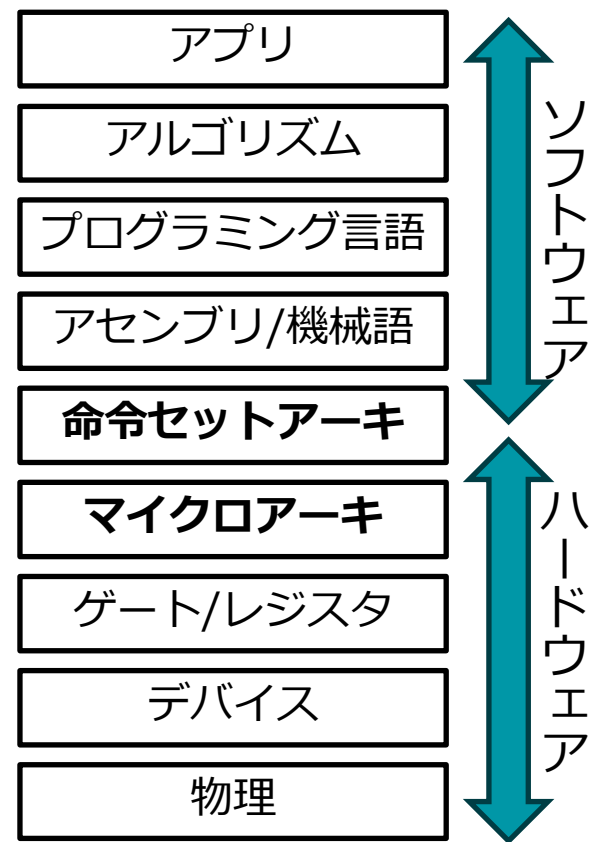 アプリ
アルゴリズム
プログラミング言語
アセンブリ/機械語
命令セットアーキ
マイクロアーキ
ゲート/レジスタ
デバイス
物理
ソフトウェア
ハードウェア